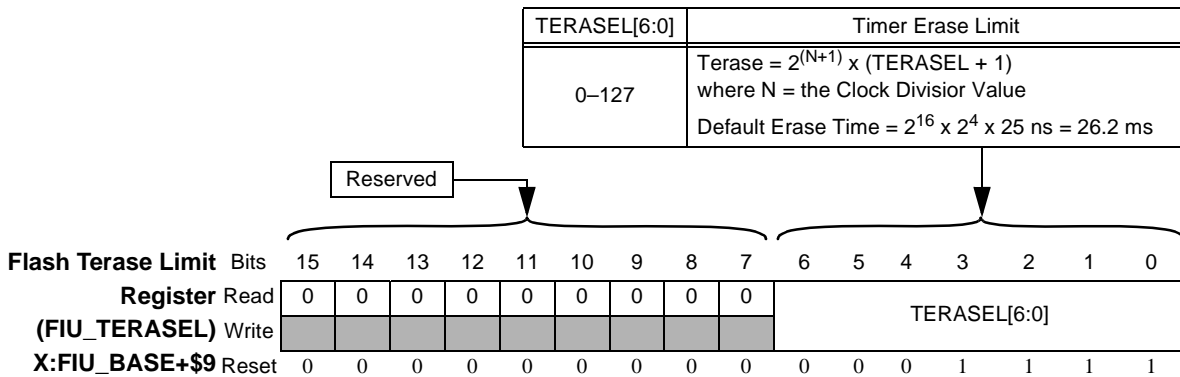 TERASEL[6:0] Timer Erase Limit
0–127
Terase = 2^(N+1) x (TERASEL + 1)
where N = the Clock Divisior Value
Default Erase Time = 2^16 x 2^4 x 25 ns = 26.2 ms
Reserved
Flash Terase Limit Bits 15 14 13 12 11 10 9 8 7 6 5 4 3 2 1 0
Register Read 0 0 0 0 0 0 0 0 0 TERASEL[6:0]
(FIU_TERASEL) Write
X:FIU_BASE+$9 Reset 0 0 0 0 0 0 0 0 0 0 0 0 1 1 1 1